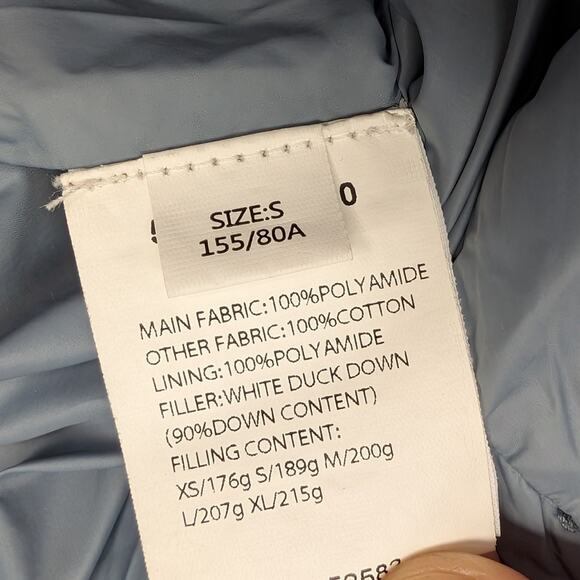 SIZE:S
155/80A
MAIN FABRIC:100%POLYAMIDE
OTHER FABRIC:100%COTTON
LINING:100%POLYAMIDE
FILLER:WHITE DUCK DOWN
(90%DOWN CONTENT)
FILLING CONTENT:
XS/176g S/189g M/200g
L/207g XL/215g